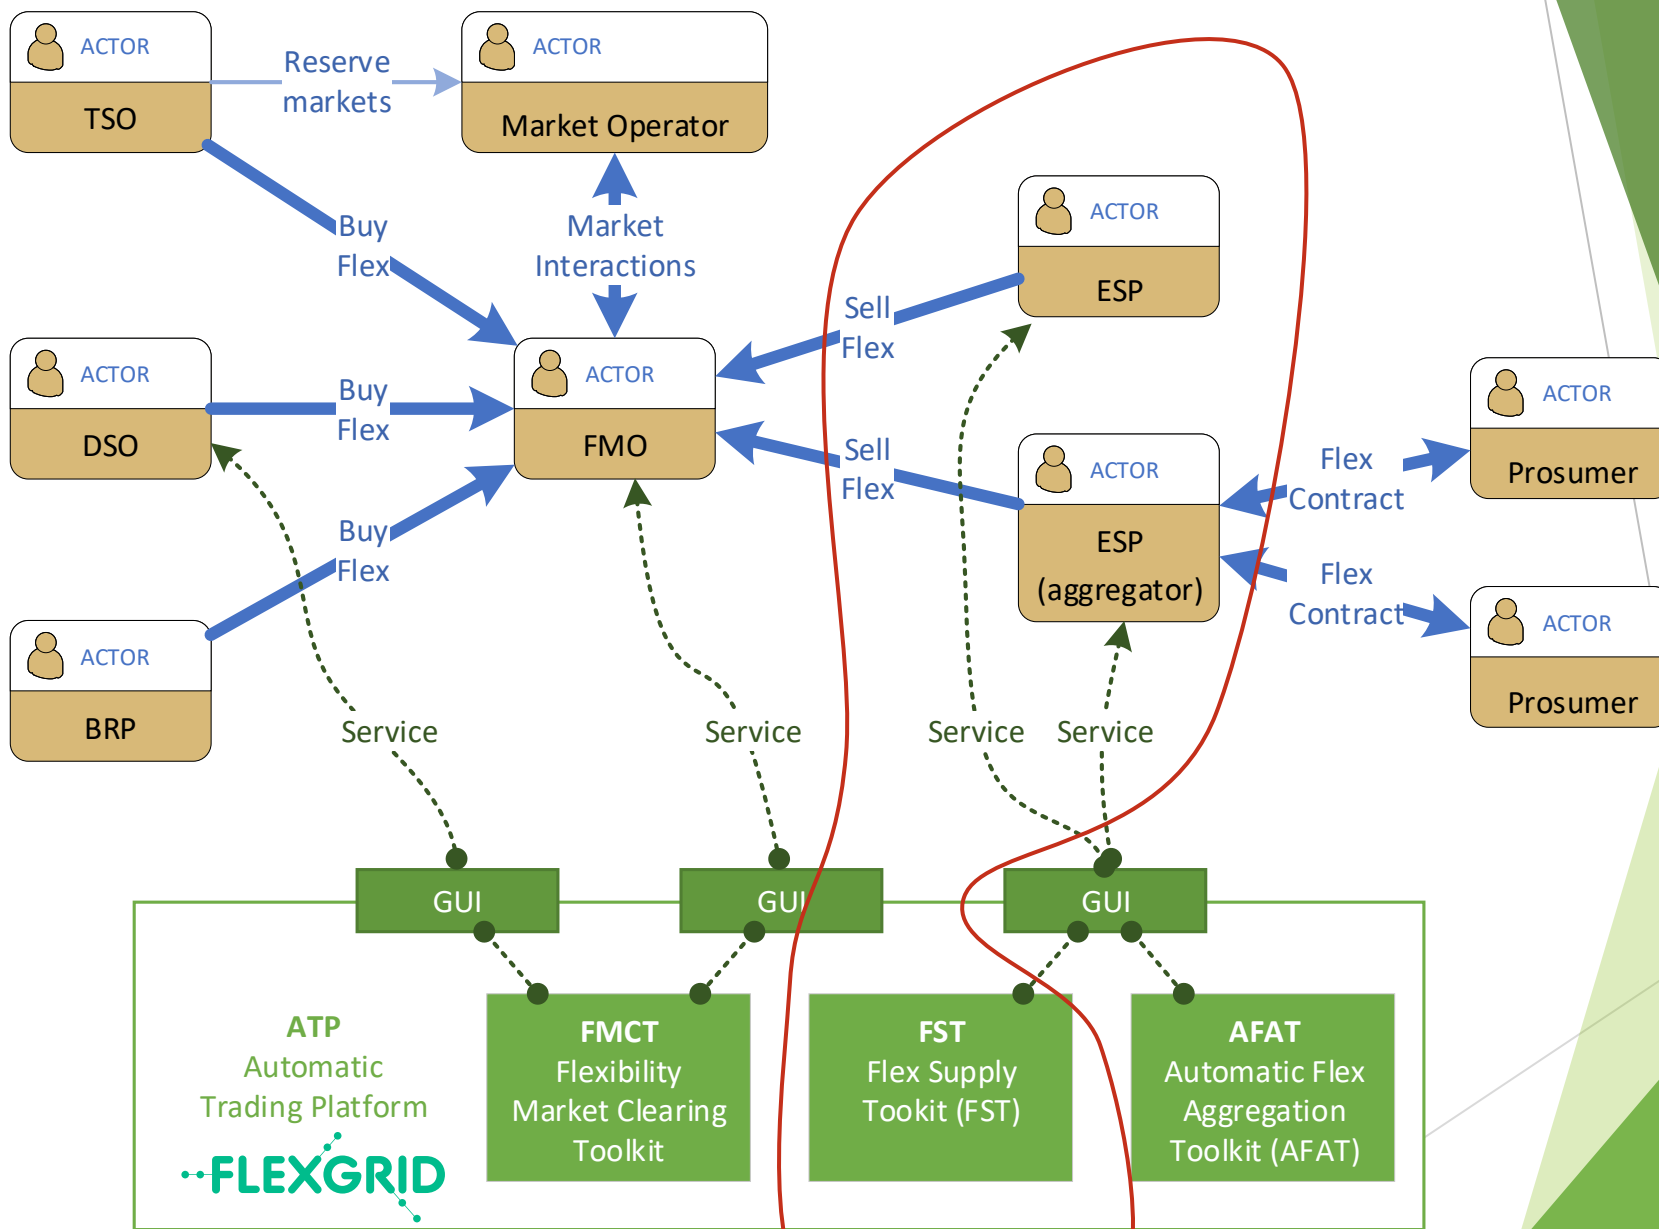 ACTOR
TSO
Reserve
markets
ACTOR
Market Operator
Buy
Flex
Market
Interactions
ACTOR
ESP
Sell
Flex
ACTOR
DSO
Buy
Flex
ACTOR
FMO
Sell
Flex
ACTOR
ESP
(aggregator)
Flex
Contract
ACTOR
Prosumer
Buy
Flex
Flex
Contract
ACTOR
Prosumer
ACTOR
BRP
Service
Service
Service
Service
GUI
GUI
GUI
ATP
Automatic
Trading Platform
FLEXGRID
FMCT
Flexibility
Market Clearing
Toolkit
FST
Flex Supply
Tookit (FST)
AFAT
Automatic Flex
Aggregation
Toolkit (AFAT)